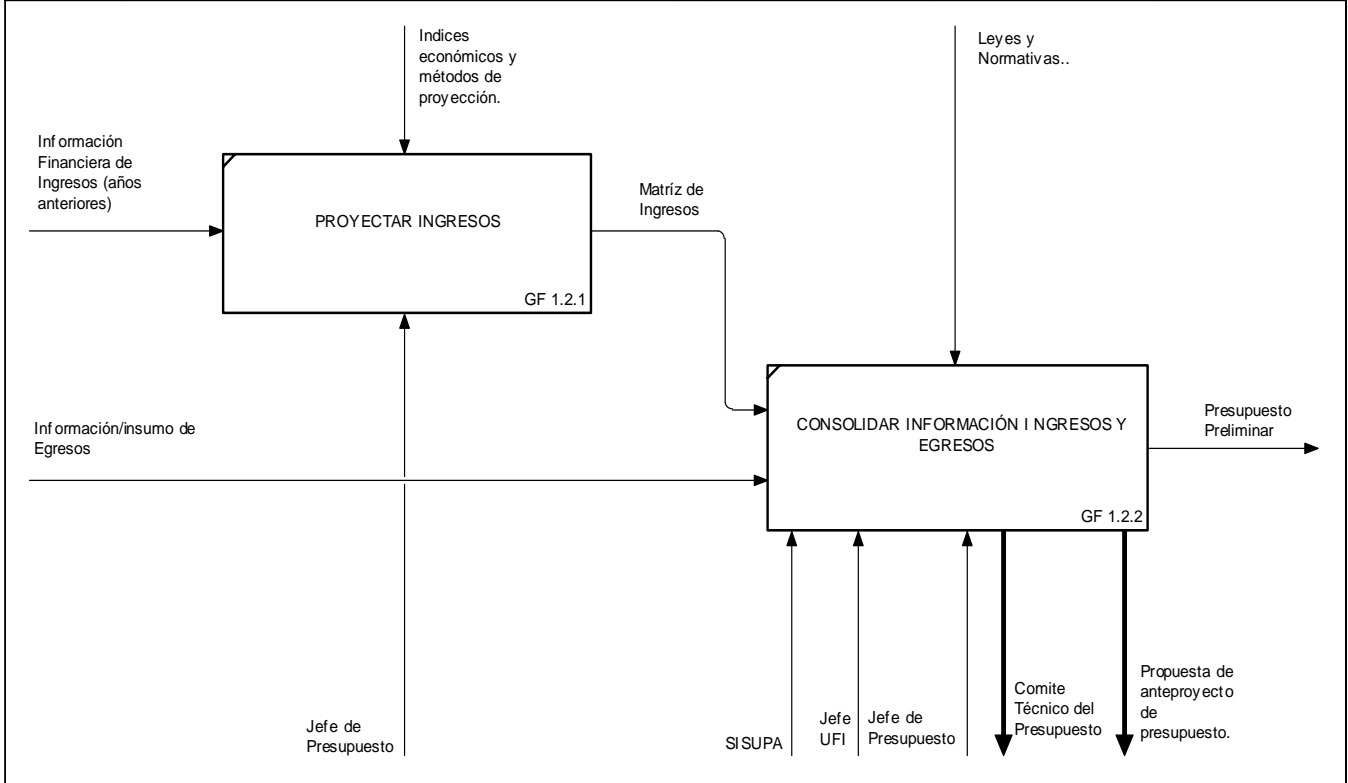 Indices
económicos y
métodos de
proyección.
Leyes y
Normativas..
Información
Financiera de
Ingresos (años
anteriores)
PROYECTAR INGRESOS
GF 1.2.1
Matríz de
Ingresos
Información/insumo de
Egresos
CONSOLIDAR INFORMACIÓN I NGRESOS Y
EGRESOS
GF 1.2.2
Presupuesto
Preliminar
Jefe de
Presupuesto
SISUPA
Jefe
UFI
Jefe de
Presupuesto
Comite
Técnico del
Presupuesto
Propuesta de
anteproyecto
de
presupuesto.